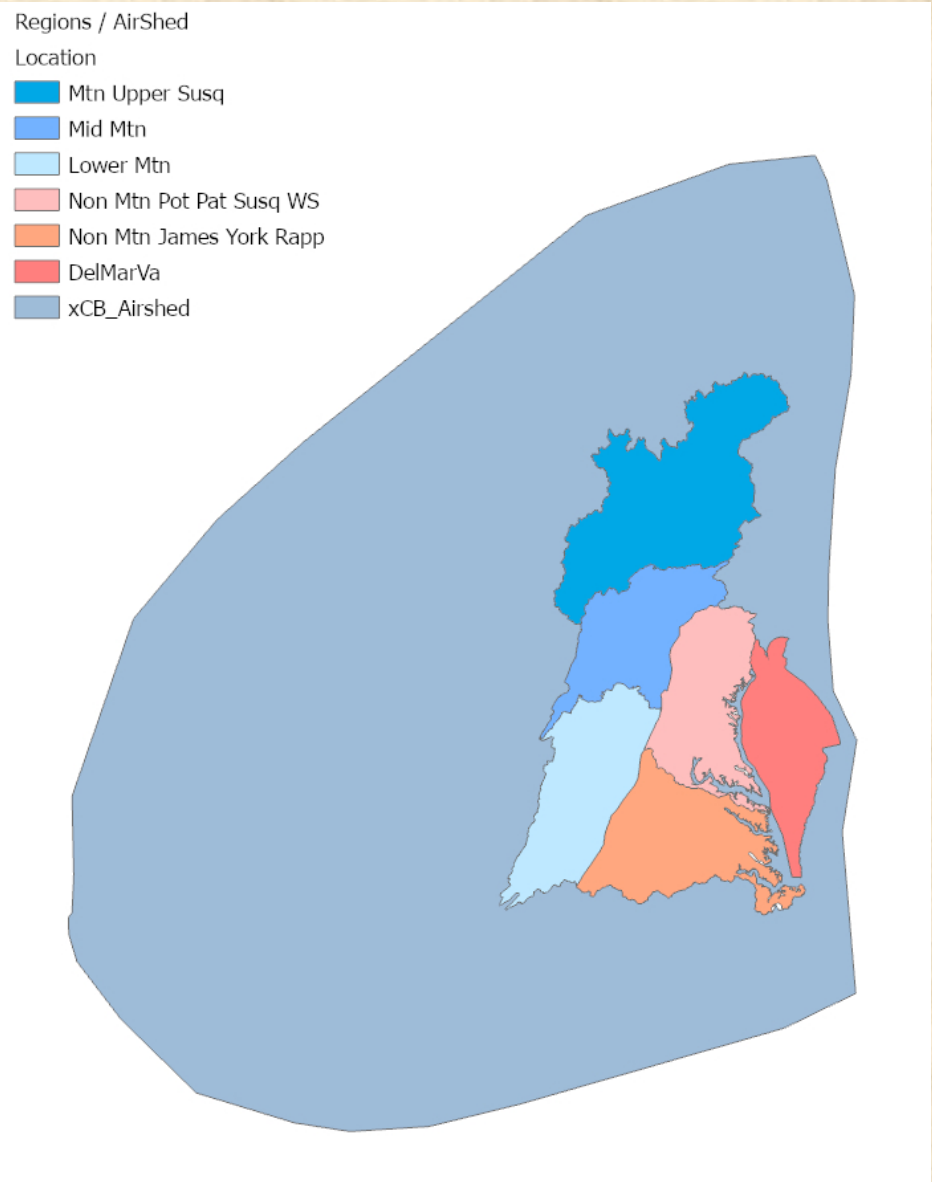 Regions / AirShed
Location
Mtn Upper Susq
Mid Mtn
Lower Mtn
Non Mtn Pot Pat Susq WS
Non Mtn James York Rapp
DelMarVa
xCB_Airshed